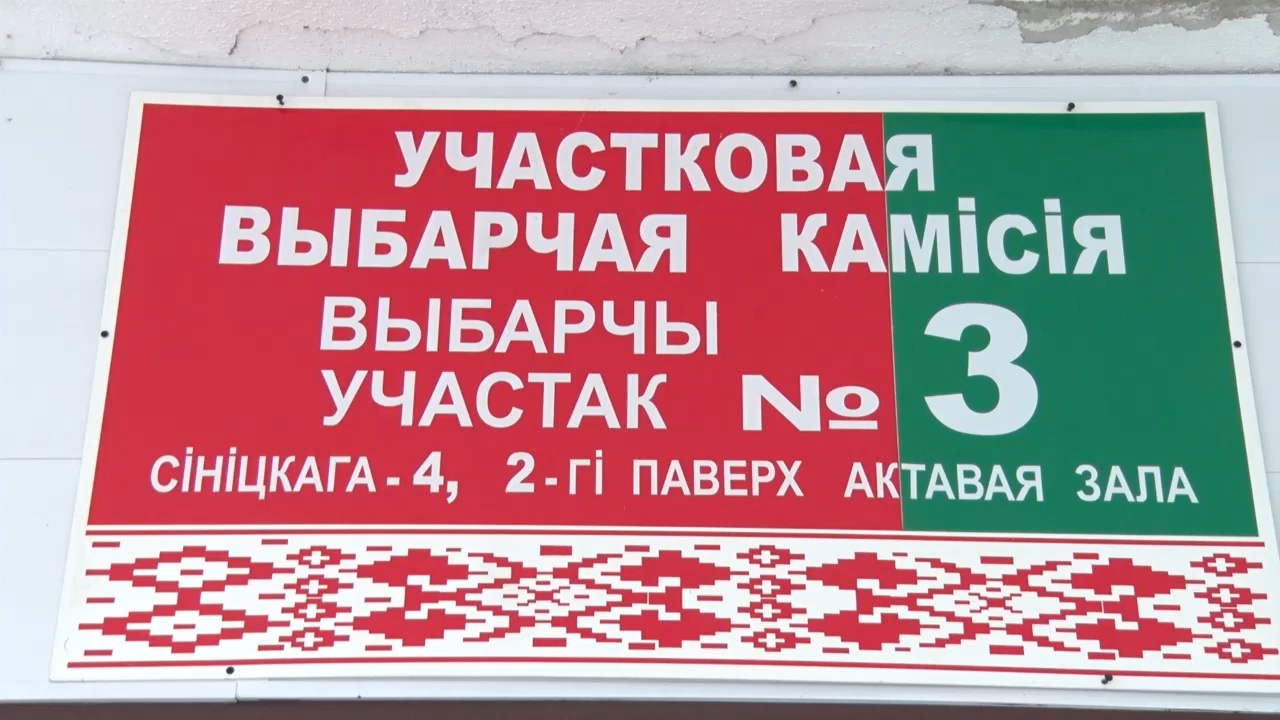 УЧАСТКОВАЯ
ВЫБАРЧАЯ КАМІСІЯ
ВЫБАРЧЫ
УЧАСТАК № 3
СІНІЦКАГА - 4, 2 - ГІ ПАВЕРХ АКТАВАЯ ЗАЛА